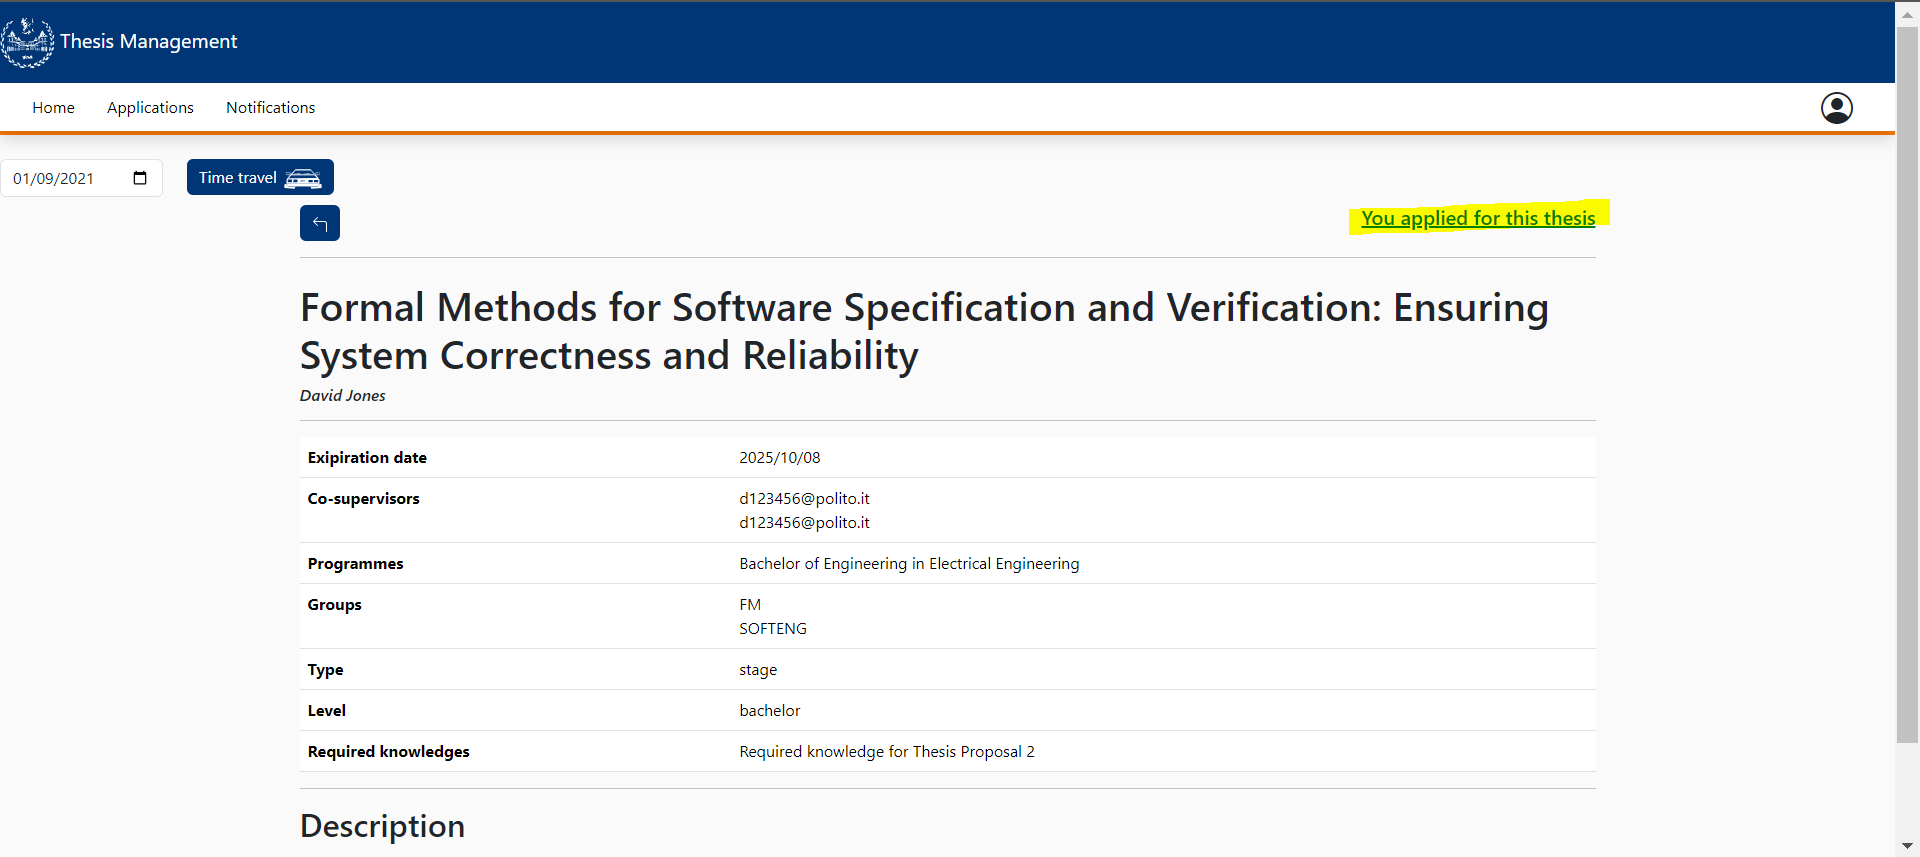 Thesis Management
Home Applications Notifications
01/09/2021 Time travel
You applied for this thesis
Formal Methods for Software Specification and Verification: Ensuring
System Correctness and Reliability
David Jones
Exipiration date 2025/10/08
Co-supervisors d123456@polito.it
d123456@polito.it
Programmes Bachelor of Engineering in Electrical Engineering
Groups FM
SOFTENG
Type stage
Level bachelor
Required knowledges Required knowledge for Thesis Proposal 2
Description